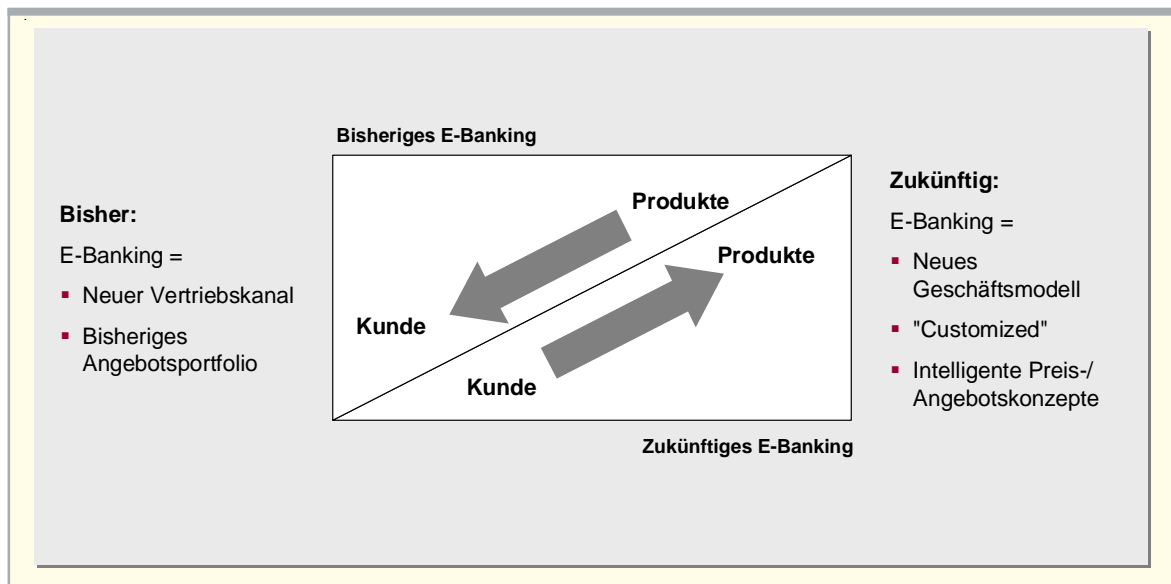 Bisheriges E-Banking
Bisher:
E-Banking =
▪ Neuer Vertriebskanal
▪ Bisheriges
Angebotsportfolio
Produkte
Kunde
Produkte
Kunde
Zukünftiges E-Banking
Zukünftig:
E-Banking =
▪ Neues
Geschäftsmodell
▪ "Customized"
▪ Intelligente Preis-/
Angebotskonzepte